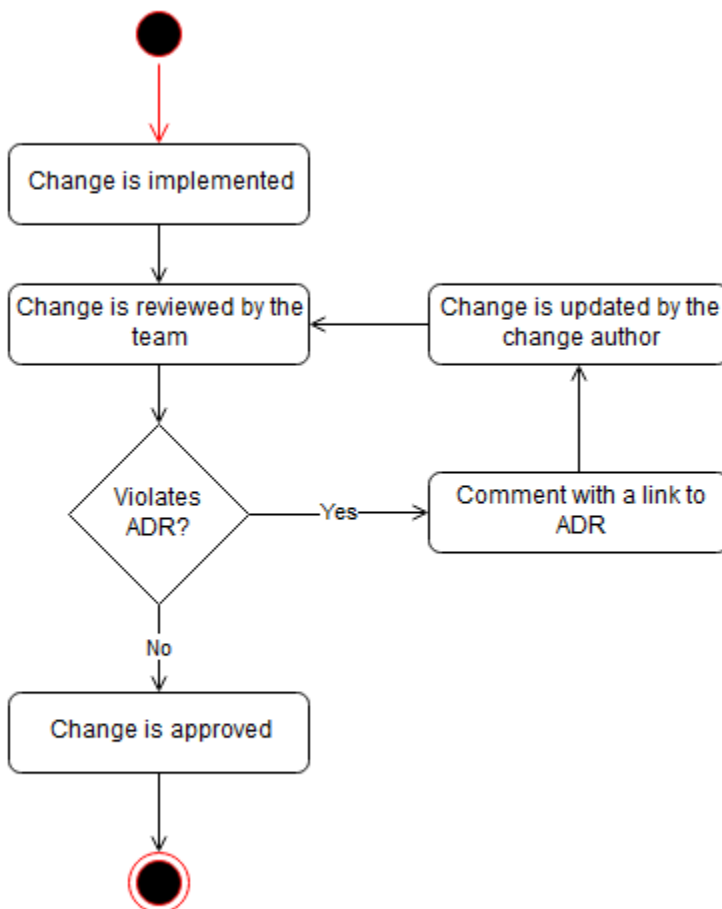 Change is implemented
Change is reviewed by the
team
Change is updated by the
change author
Violates
ADR?
Yes
Comment with a link to
ADR
No
Change is approved